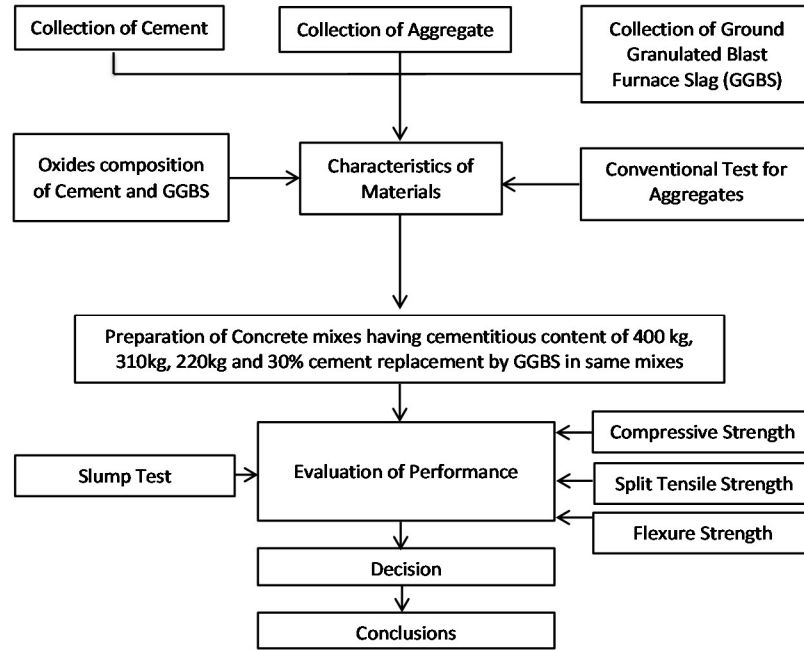 Collection of Cement
Collection of Aggregate
Collection of Ground
Granulated Blast
Furnace Slag (GGBS)
Oxides composition
of Cement and GGBS
Characteristics of
Materials
Conventional Test for
Aggregates
Preparation of Concrete mixes having cementitious content of 400 kg,
310kg, 220kg and 30% cement replacement by GGBS in same mixes
Slump Test
Evaluation of Performance
Compressive Strength
Split Tensile Strength
Flexure Strength
Decision
Conclusions